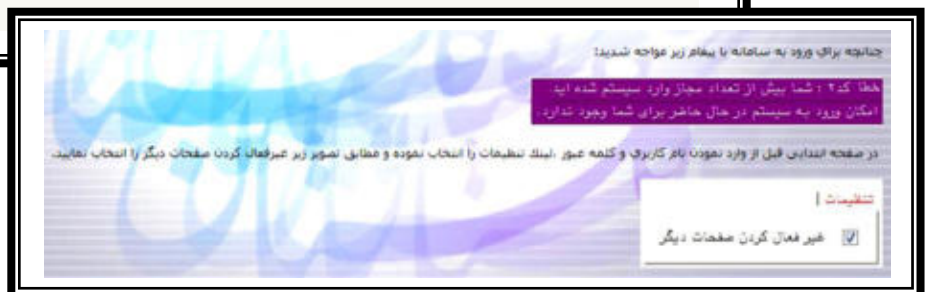 چنانچه برای ورود به سامانه با پیغام زیر مواجه شدید:
خطا کد۲ : شما بیش از تعداد مجاز وارد سیستم شده اید.
امکان ورود به سیستم در حال حاضر برای شما وجود ندارد.
در صفحه ابتدایی قبل از وارد نمودن نام کاربری و کلمه عبور ،لینک تنظیمات را انتخاب نموده و مطابق تصویر زیر غیرفعال کردن صفحات دیگر را انتخاب نمایید.
تنظیمات |
غیر فعال کردن صفحات دیگر